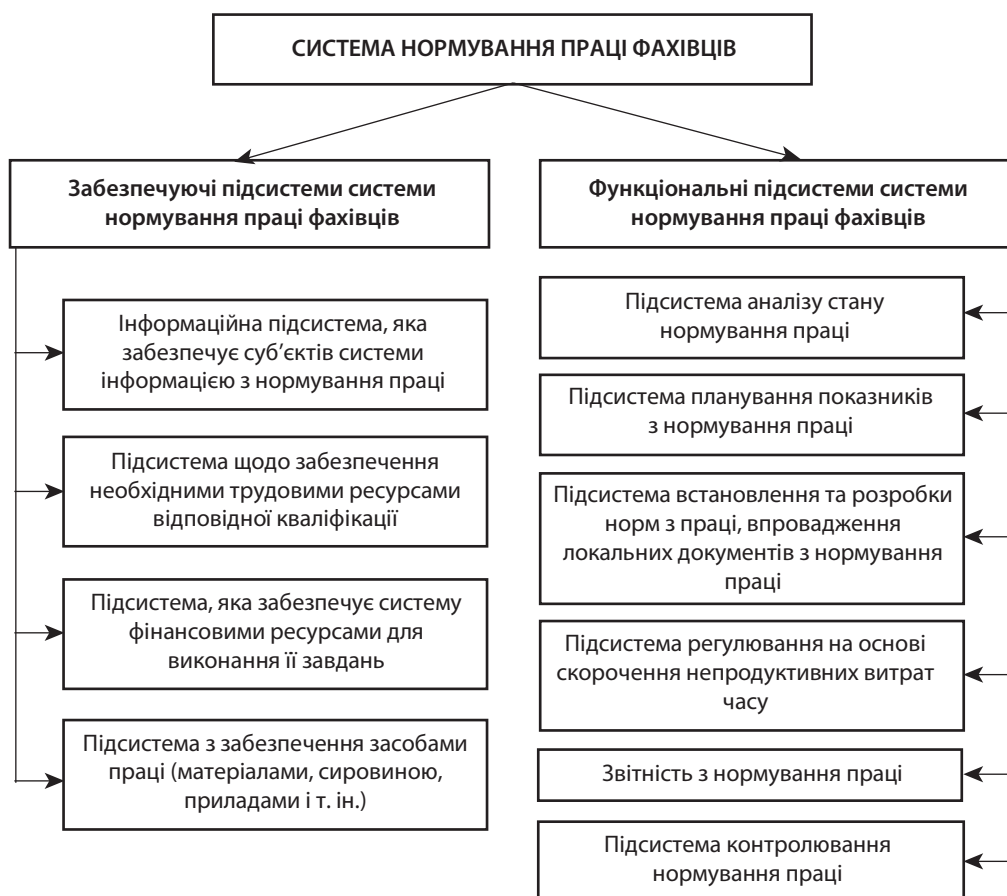 СИСТЕМА НОРМУВАННЯ ПРАЦІ ФАХІВЦІВ
Забезпечуючі підсистеми системи
нормування праці фахівців
Інформаційна підсистема, яка
забезпечує суб’єктів системи
інформацією з нормування праці
Підсистема щодо забезпечення
необхідними трудовими ресурсами
відповідної кваліфікації
Підсистема, яка забезпечує систему
фінансовими ресурсами для
виконання її завдань
Підсистема з забезпечення засобами
праці (матеріалами, сировиною,
приладами і т. ін.)
Функціональні підсистеми системи
нормування праці фахівців
Підсистема аналізу стану
нормування праці
Підсистема планування показників
з нормування праці
Підсистема встановлення та розробки
норм з праці, впровадження
локальних документів з нормування
праці
Підсистема регулювання на основі
скорочення непродуктивних витрат
часу
Звітність з нормування праці
Підсистема контролювання
нормування праці